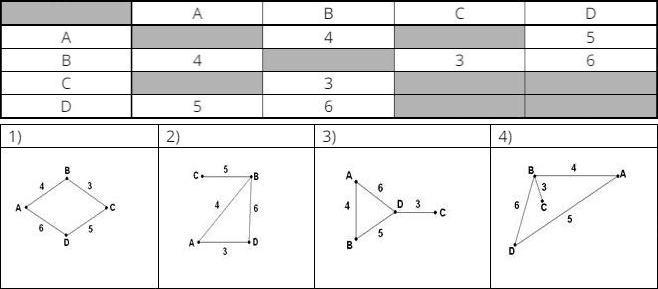 A B C D
A 4 5
B 4 3 6
C 3
D 5 6
1) 2) 3) 4)
B
4 3
A C
6 5
D
C 5 B
4 6
A 3 D
A
6
4 D 3 C
5
B
B 4 A
3
6 C
5
D